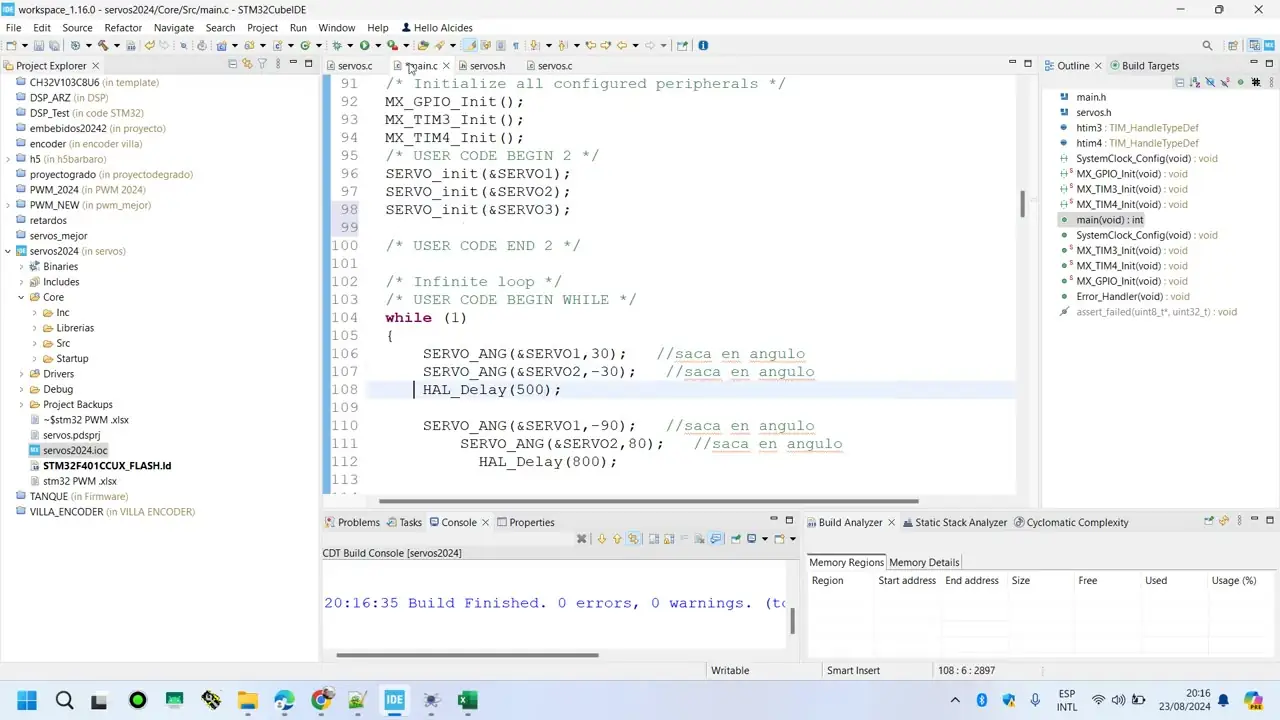 workspace_1.16.0 - servos2024/Core/Src/main.c - STM32CubeIDE
File Edit Source Refactor Navigate Search Project Run Window Help Hello Alcides
Project Explorer
servos.c
*main.c
servos.h
servos.c
Outline
Build Targets
CH32V103C8U6 (in template)
DSP_ARZ (in DSP)
DSP_Test (in code STM32)
embebidos20242 (in proyecto)
encoder (in encoder villa)
h5 (in h5barbaro)
proyectogrado (in proyectodegrado)
PWM_2024 (in PWM 2024)
PWM_NEW (in pwm_mejor)
retardos
servos_mejor
servos2024 (in servos)
Binaries
Includes
Core
Inc
Librerias
Src
Startup
Drivers
Debug
Project Backups
~$stm32 PWM .xlsx
servos.pdsprj
servos2024.ioc
STM32F401CCUX_FLASH.ld
stm32 PWM .xlsx
TANQUE (in Firmware)
VILLA_ENCODER (in VILLA ENCODER)
91 /* Initialize all configured peripherals */
92 MX_GPIO_Init();
93 MX_TIM3_Init();
94 MX_TIM4_Init();
95 /* USER CODE BEGIN 2 */
96 SERVO_init(&SERVO1);
97 SERVO_init(&SERVO2);
98 SERVO_init(&SERVO3);
99
100 /* USER CODE END 2 */
101
102 /* Infinite loop */
103 /* USER CODE BEGIN WHILE */
104 while (1)
105 {
106 SERVO_ANG(&SERVO1,30); //saca en angulo
107 SERVO_ANG(&SERVO2,-30); //saca en angulo
108 HAL_Delay(500);
109
110 SERVO_ANG(&SERVO1,-90); //saca en angulo
111 SERVO_ANG(&SERVO2,80); //saca en angulo
112 HAL_Delay(800);
113
main.h
servos.h
htim3 : TIM_HandleTypeDef
htim4 : TIM_HandleTypeDef
SystemClock_Config(void) : void
MX_GPIO_Init(void) : void
MX_TIM3_Init(void) : void
MX_TIM4_Init(void) : void
main(void) : int
SystemClock_Config(void) : void
MX_TIM3_Init(void) : void
MX_TIM4_Init(void) : void
MX_GPIO_Init(void) : void
Error_Handler(void) : void
assert_failed(uint8_t*, uint32_t) : void
Problems Tasks Console Properties
CDT Build Console [servos2024]
20:16:35 Build Finished. 0 errors, 0 warnings. (to
Build Analyzer Static Stack Analyzer Cyclomatic Complexity
Memory Regions Memory Details
Region Start address End address Size Free Used Usage (%)
Writable Smart Insert 108 : 6 : 2897
IDE
ESP
INTL
20:16
23/08/2024